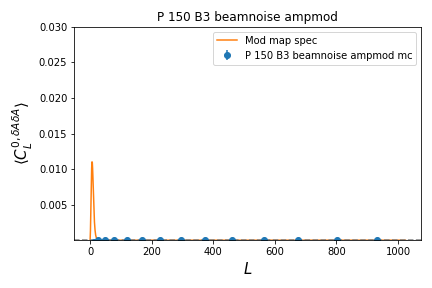 P 150 B3 beamnoise ampmod
Mod map spec
P 150 B3 beamnoise ampmod mc
0.030
0.025
0.020
0.015
0.010
0.005
⟨C_L^{0, δAδA}⟩
0 200 400 600 800 1000
L